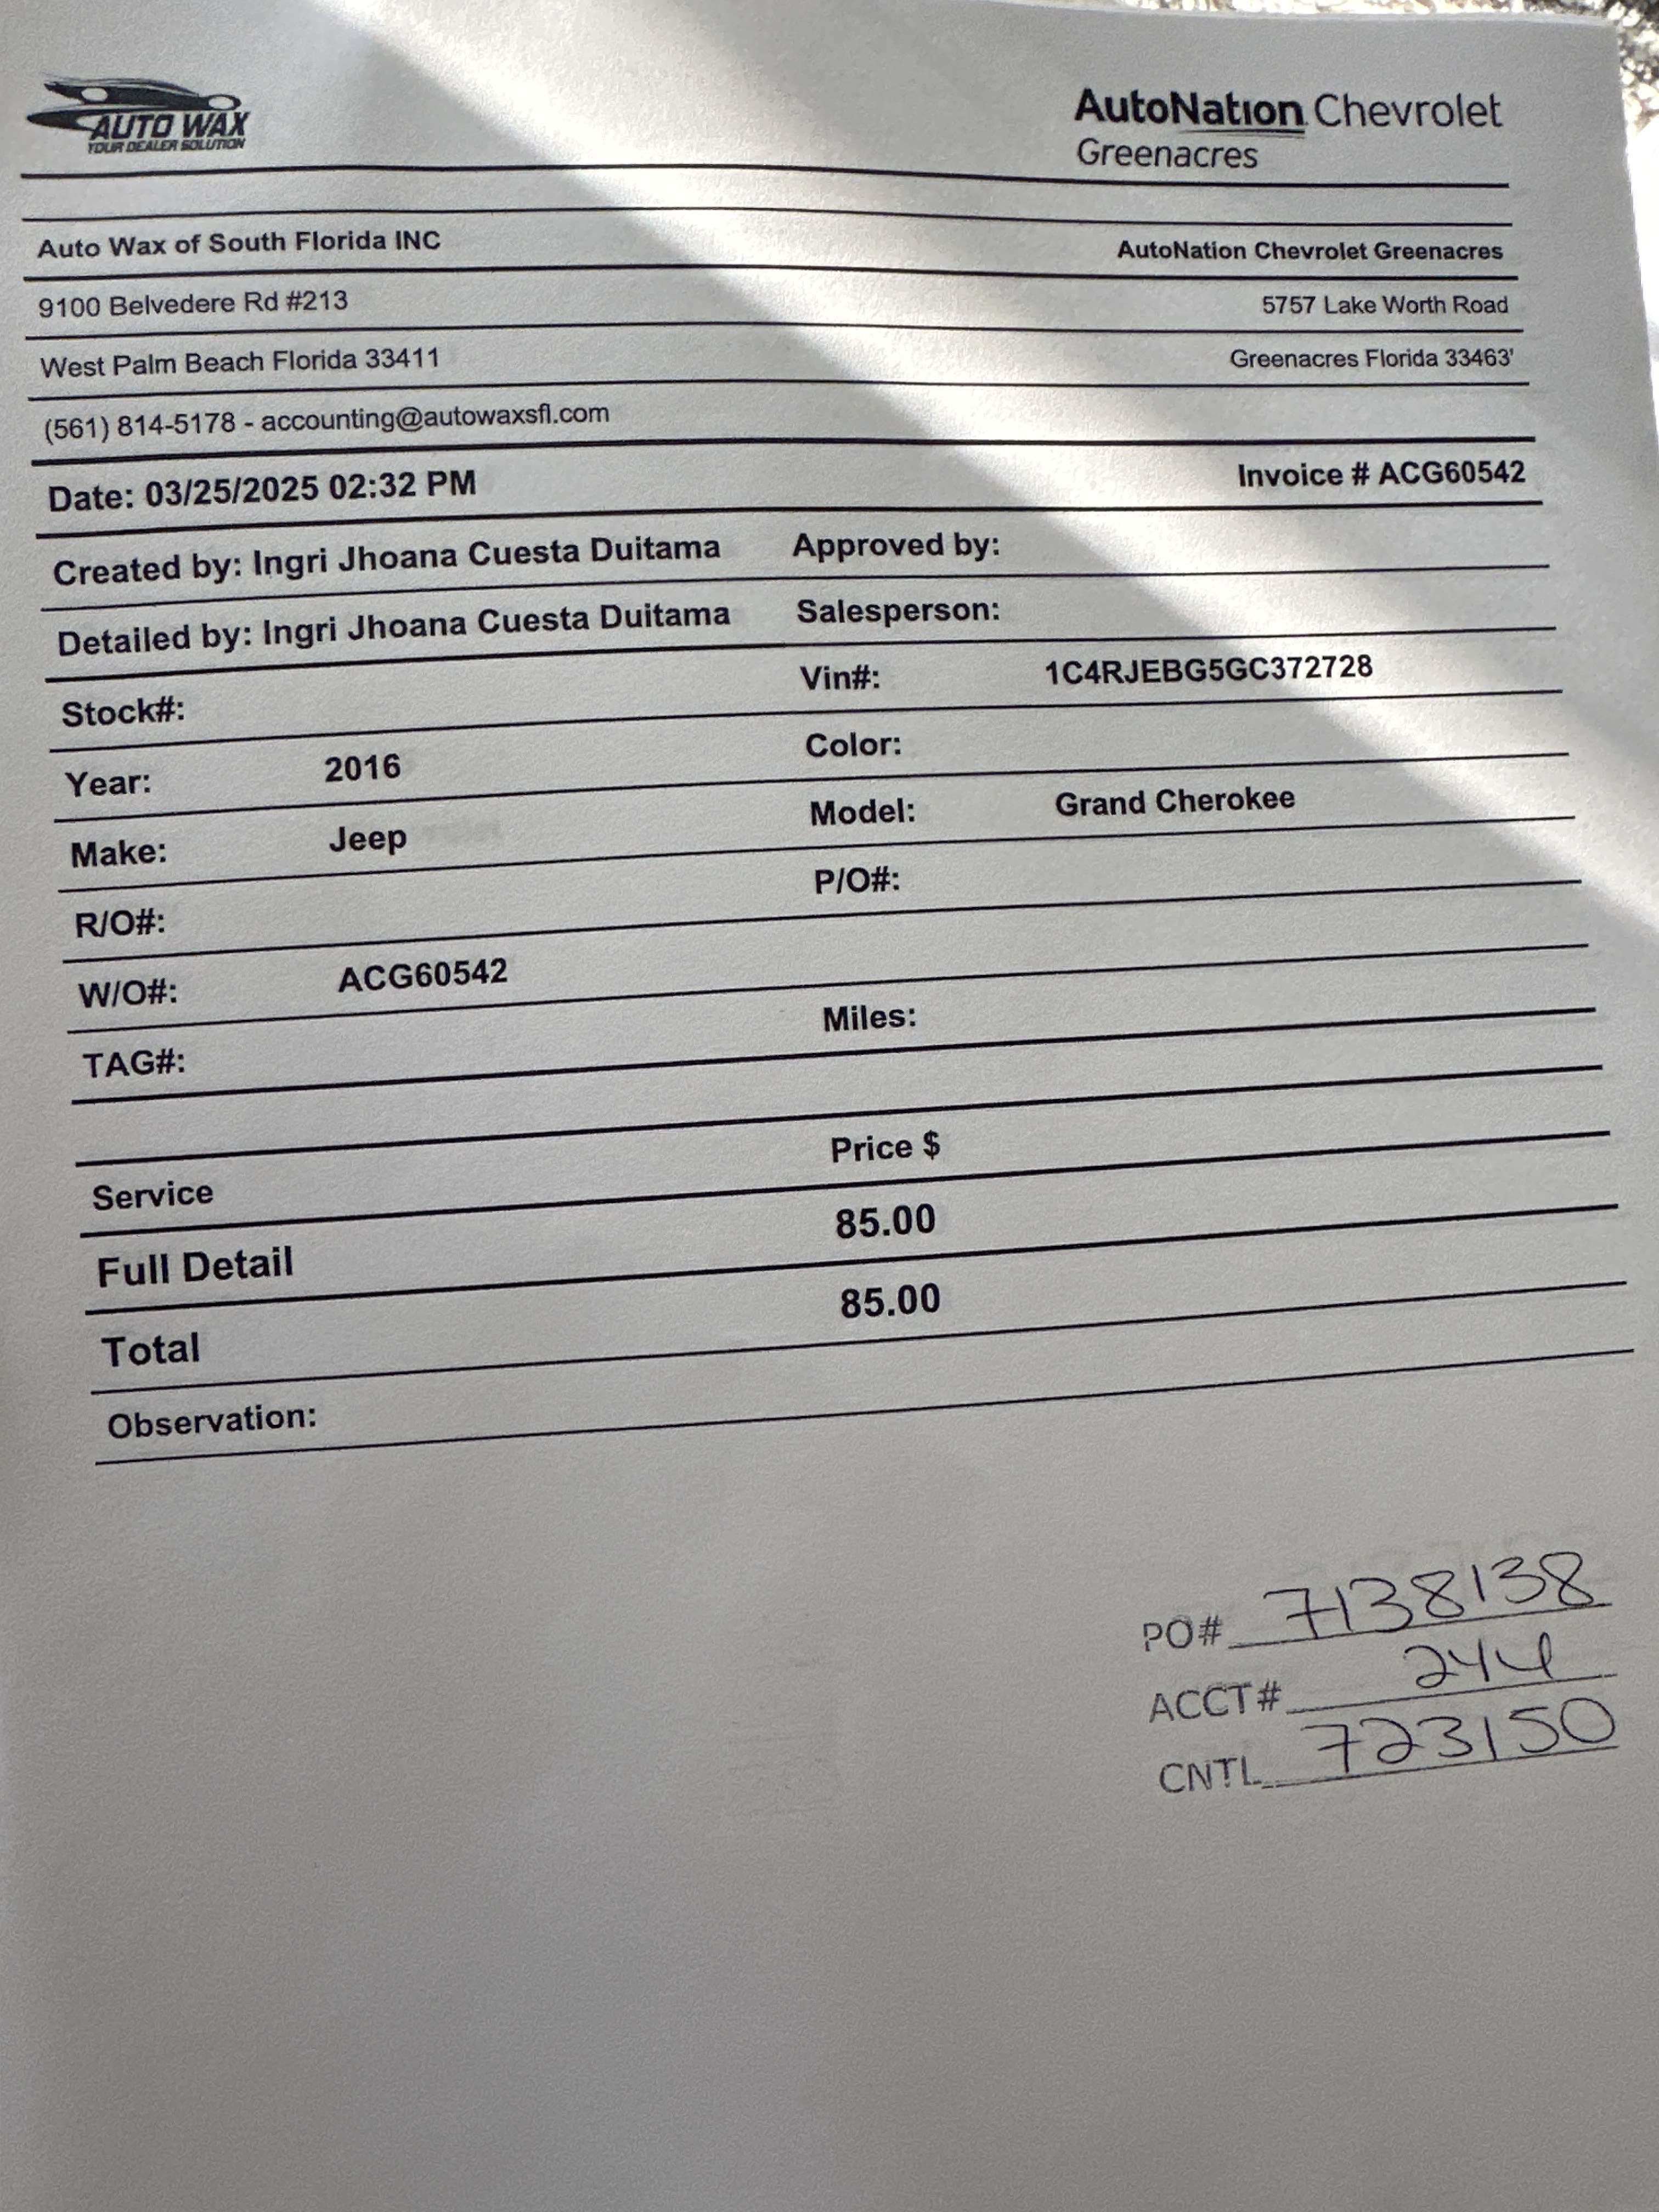 AUTO WAX
YOUR DEALER SOLUTION
AutoNation Chevrolet
Greenacres
Auto Wax of South Florida INC
AutoNation Chevrolet Greenacres
9100 Belvedere Rd #213
5757 Lake Worth Road
West Palm Beach Florida 33411
Greenacres Florida 33463'
(561) 814-5178 - accounting@autowaxsfl.com
Date: 03/25/2025 02:32 PM
Invoice # ACG60542
Created by: Ingri Jhoana Cuesta Duitama
Approved by:
Detailed by: Ingri Jhoana Cuesta Duitama
Salesperson:
Stock#:
Vin#: 1C4RJEBG5GC372728
Year: 2016
Color:
Make: Jeep
Model: Grand Cherokee
R/O#:
P/O#:
W/O#: ACG60542
TAG#:
Miles:
Service Price $
Full Detail 85.00
Total 85.00
Observation:
PO# 7138138
ACCT# 244
CNTL 723150